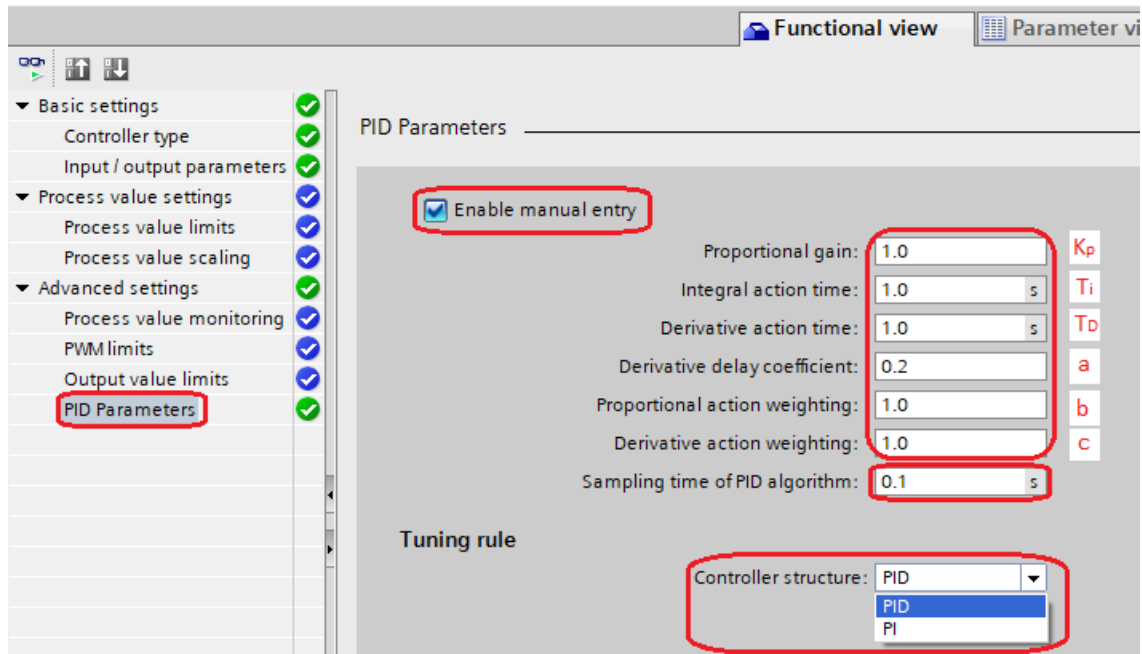 Functional view
Parameter vi
Basic settings
Controller type
Input / output parameters
Process value settings
Process value limits
Process value scaling
Advanced settings
Process value monitoring
PWM limits
Output value limits
PID Parameters
PID Parameters
Enable manual entry
Proportional gain: 1.0 Kp
Integral action time: 1.0 s Ti
Derivative action time: 1.0 s TD
Derivative delay coefficient: 0.2 a
Proportional action weighting: 1.0 b
Derivative action weighting: 1.0 c
Sampling time of PID algorithm: 0.1 s
Tuning rule
Controller structure: PID
PID
PI